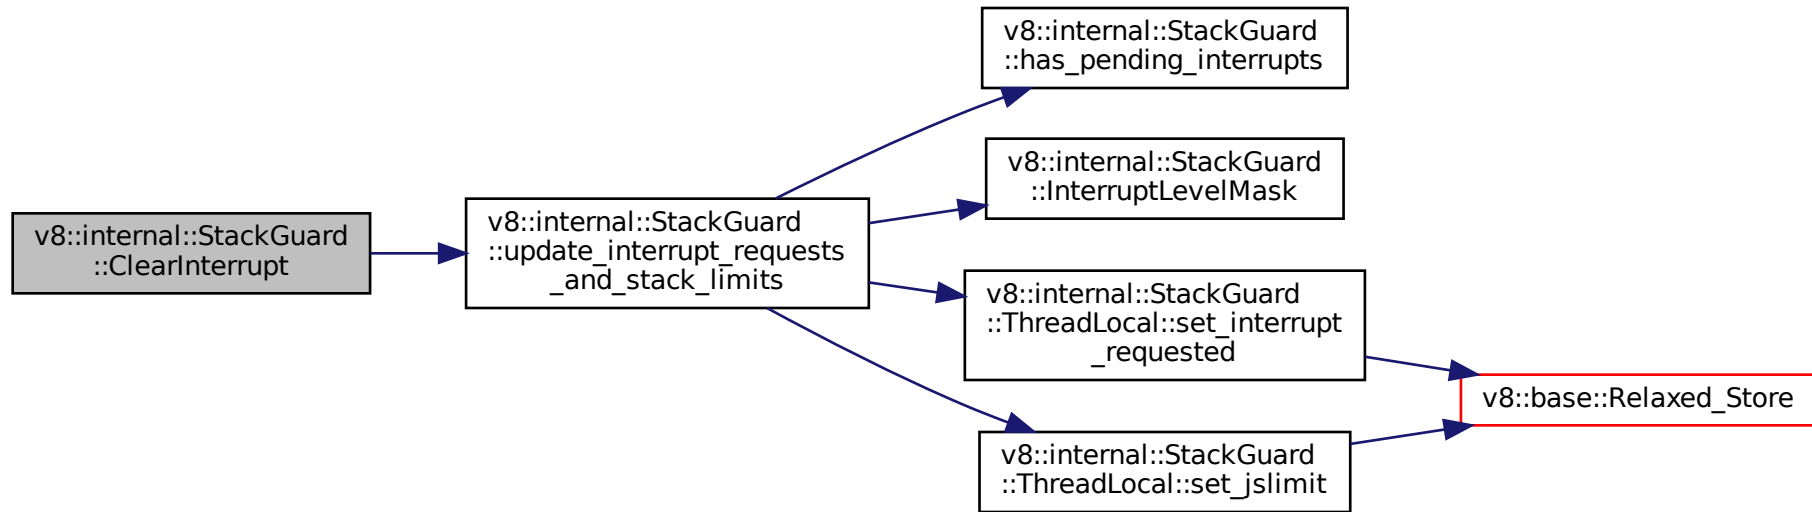 v8::internal::StackGuard
::ClearInterrupt
v8::internal::StackGuard
::update_interrupt_requests
_and_stack_limits
v8::internal::StackGuard
::has_pending_interrupts
v8::internal::StackGuard
::InterruptLevelMask
v8::internal::StackGuard
::ThreadLocal::set_interrupt
_requested
v8::internal::StackGuard
::ThreadLocal::set_jslimit
v8::base::Relaxed_Store